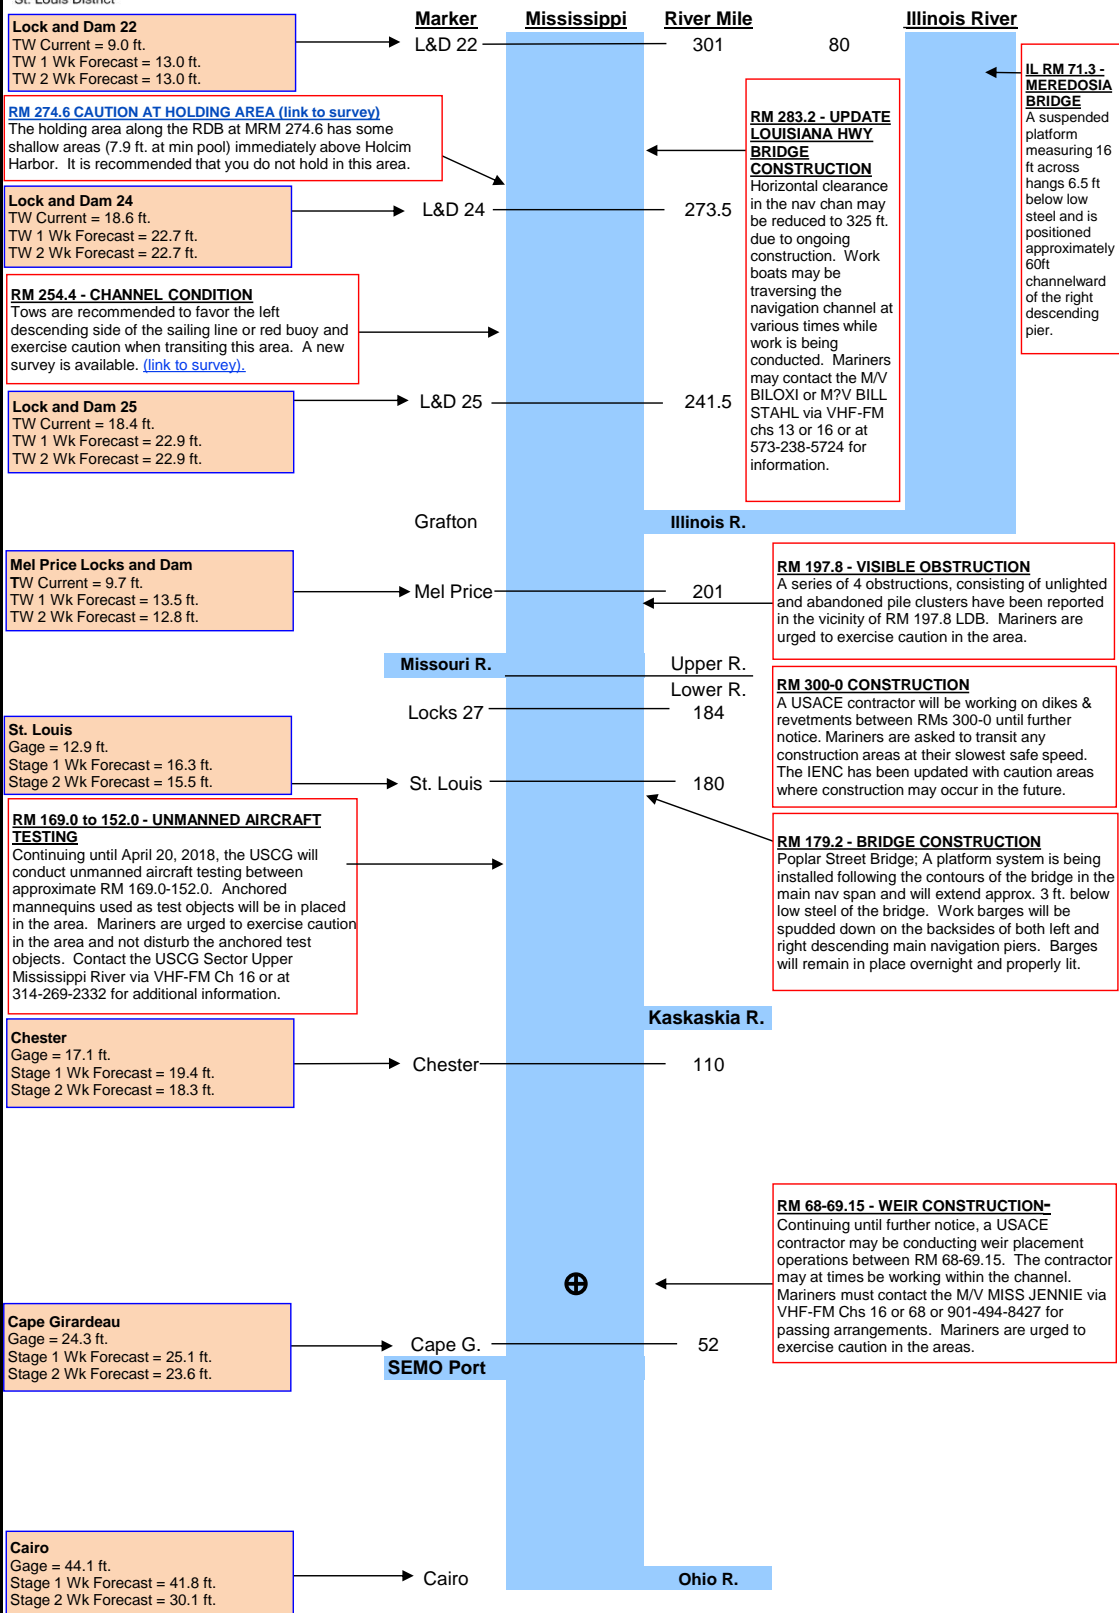 St. Louis District
Marker
Mississippi
River Mile
Illinois River
Lock and Dam 22
TW Current = 9.0 ft.
TW 1 Wk Forecast = 13.0 ft.
TW 2 Wk Forecast = 13.0 ft.
L&D 22
301
80
IL RM 71.3 -
MEREDOSIA
BRIDGE
A suspended
platform
measuring 16
ft across
hangs 6.5 ft
below low
steel and is
positioned
approximately
60ft
channelward
of the right
descending
pier.
RM 274.6 CAUTION AT HOLDING AREA (link to survey)
The holding area along the RDB at MRM 274.6 has some
shallow areas (7.9 ft. at min pool) immediately above Holcim
Harbor. It is recommended that you do not hold in this area.
RM 283.2 - UPDATE
LOUISIANA HWY
BRIDGE
CONSTRUCTION
Horizontal clearance
in the nav chan may
be reduced to 325 ft.
due to ongoing
construction. Work
boats may be
traversing the
navigation channel at
various times while
work is being
conducted. Mariners
may contact the M/V
BILOXI or M?V BILL
STAHL via VHF-FM
chs 13 or 16 or at
573-238-5724 for
information.
Lock and Dam 24
TW Current = 18.6 ft.
TW 1 Wk Forecast = 22.7 ft.
TW 2 Wk Forecast = 22.7 ft.
L&D 24
273.5
RM 254.4 - CHANNEL CONDITION
Tows are recommended to favor the left
descending side of the sailing line or red buoy and
exercise caution when transiting this area. A new
survey is available. (link to survey).
Lock and Dam 25
TW Current = 18.4 ft.
TW 1 Wk Forecast = 22.9 ft.
TW 2 Wk Forecast = 22.9 ft.
L&D 25
241.5
Grafton
Illinois R.
Mel Price Locks and Dam
TW Current = 9.7 ft.
TW 1 Wk Forecast = 13.5 ft.
TW 2 Wk Forecast = 12.8 ft.
Mel Price
201
RM 197.8 - VISIBLE OBSTRUCTION
A series of 4 obstructions, consisting of unlighted
and abandoned pile clusters have been reported
in the vicinity of RM 197.8 LDB. Mariners are
urged to exercise caution in the area.
Missouri R.
Upper R.
Lower R.
Locks 27
184
RM 300-0 CONSTRUCTION
A USACE contractor will be working on dikes &
revetments between RMs 300-0 until further
notice. Mariners are asked to transit any
construction areas at their slowest safe speed.
The IENC has been updated with caution areas
where construction may occur in the future.
St. Louis
Gage = 12.9 ft.
Stage 1 Wk Forecast = 16.3 ft.
Stage 2 Wk Forecast = 15.5 ft.
St. Louis
180
RM 169.0 to 152.0 - UNMANNED AIRCRAFT
TESTING
Continuing until April 20, 2018, the USCG will
conduct unmanned aircraft testing between
approximate RM 169.0-152.0. Anchored
mannequins used as test objects will be in placed
in the area. Mariners are urged to exercise caution
in the area and not disturb the anchored test
objects. Contact the USCG Sector Upper
Mississippi River via VHF-FM Ch 16 or at
314-269-2332 for additional information.
RM 179.2 - BRIDGE CONSTRUCTION
Poplar Street Bridge; A platform system is being
installed following the contours of the bridge in the
main nav span and will extend approx. 3 ft. below
low steel of the bridge. Work barges will be
spudded down on the backsides of both left and
right descending main navigation piers. Barges
will remain in place overnight and properly lit.
Kaskaskia R.
Chester
Gage = 17.1 ft.
Stage 1 Wk Forecast = 19.4 ft.
Stage 2 Wk Forecast = 18.3 ft.
Chester
110
RM 68-69.15 - WEIR CONSTRUCTION-
Continuing until further notice, a USACE
contractor may be conducting weir placement
operations between RM 68-69.15. The contractor
may at times be working within the channel.
Mariners must contact the M/V MISS JENNIE via
VHF-FM Chs 16 or 68 or 901-494-8427 for
passing arrangements. Mariners are urged to
exercise caution in the areas.
Cape Girardeau
Gage = 24.3 ft.
Stage 1 Wk Forecast = 25.1 ft.
Stage 2 Wk Forecast = 23.6 ft.
Cape G.
52
SEMO Port
Cairo
Gage = 44.1 ft.
Stage 1 Wk Forecast = 41.8 ft.
Stage 2 Wk Forecast = 30.1 ft.
Cairo
Ohio R.